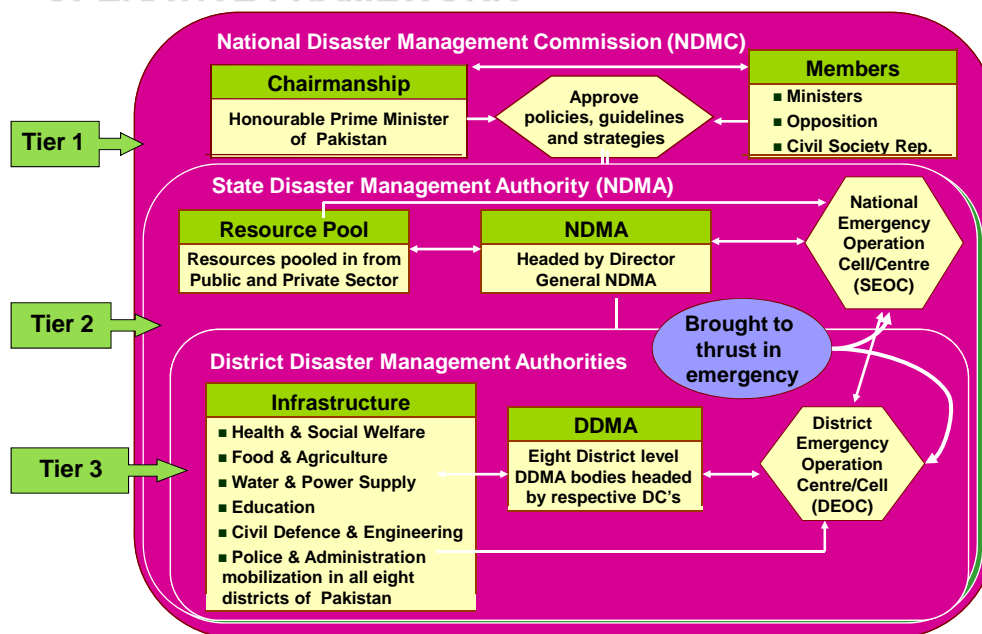 National Disaster Management Commission (NDMC)
Chairmanship
Honourable Prime Minister
of Pakistan
Approve
policies, guidelines
and strategies
Members
■ Ministers
■ Opposition
■ Civil Society Rep.
Tier 1
State Disaster Management Authority (NDMA)
Resource Pool
Resources pooled in from
Public and Private Sector
NDMA
Headed by Director
General NDMA
National
Emergency
Operation
Cell/Centre
(SEOC)
Tier 2
Brought to
thrust in
emergency
District Disaster Management Authorities
Infrastructure
■ Health & Social Welfare
■ Food & Agriculture
■ Water & Power Supply
■ Education
■ Civil Defence & Engineering
■ Police & Administration
mobilization in all eight
districts of Pakistan
DDMA
Eight District level
DDMA bodies headed
by respective DC's
District
Emergency
Operation
Centre/Cell
(DEOC)
Tier 3